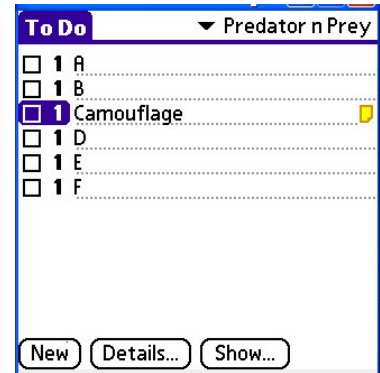 To Do Predator n Prey
1 A
1 B
1 Camouflage
1 D
1 E
1 F
New Details... Show...